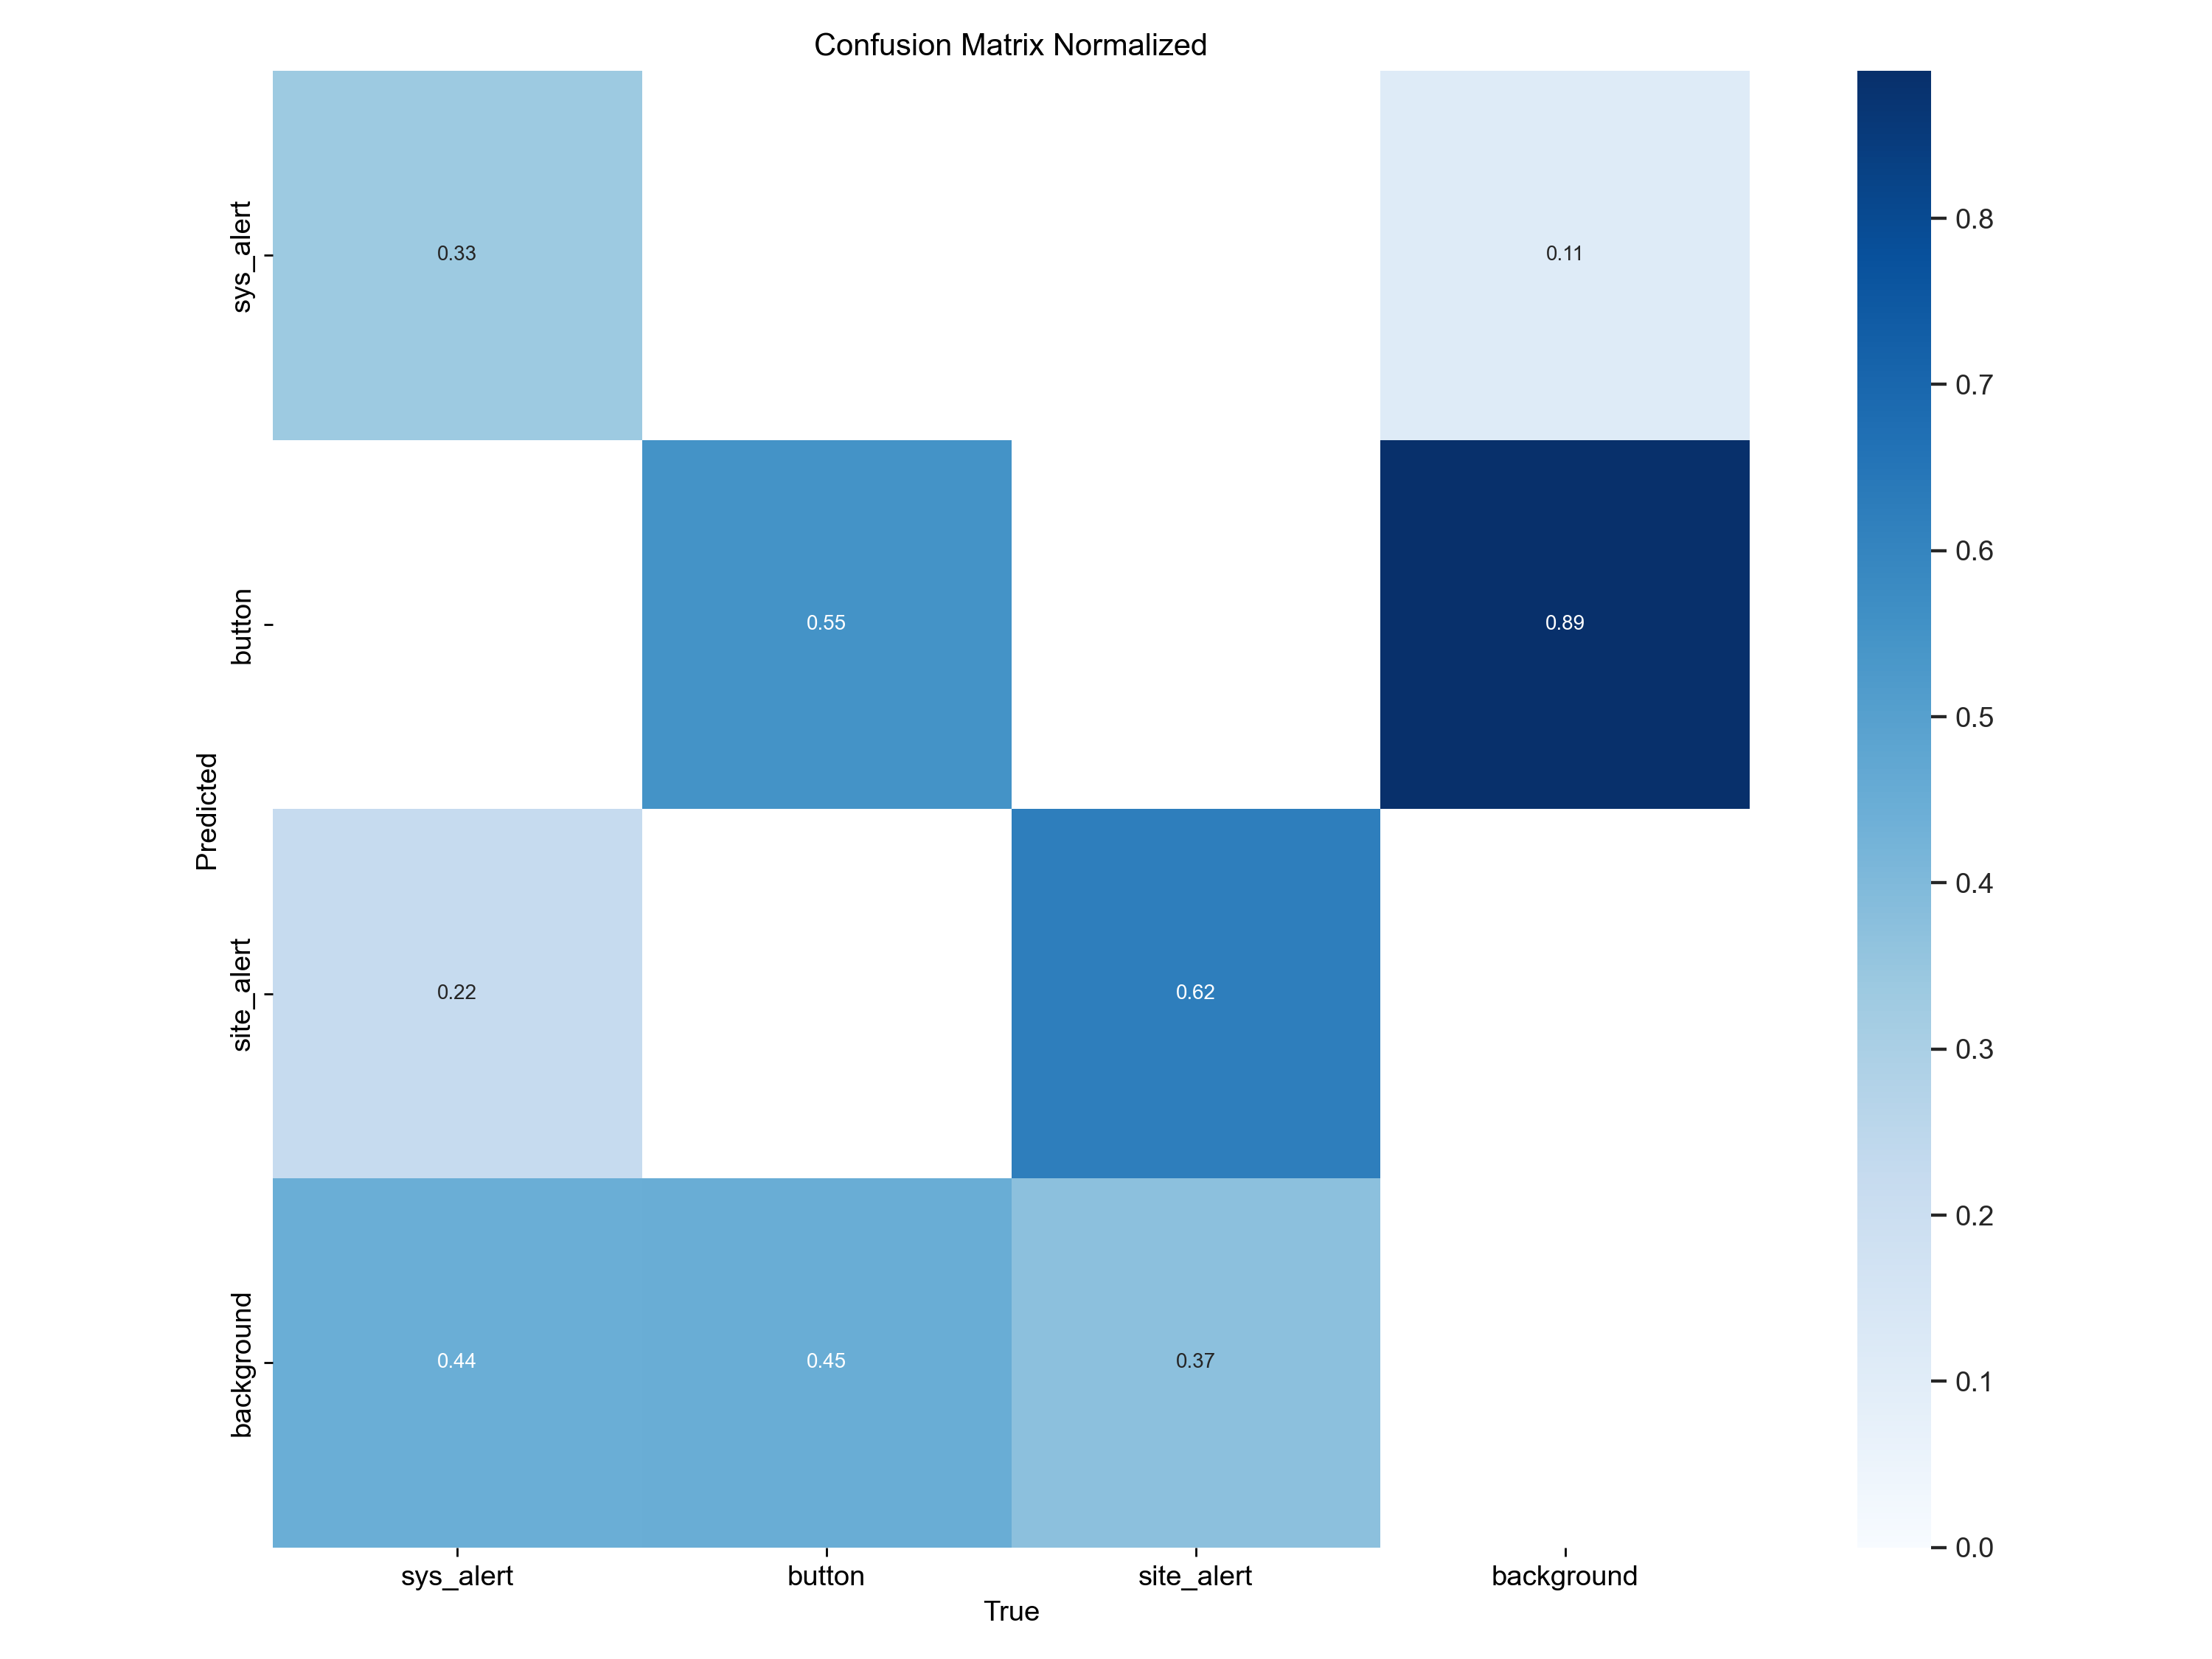 Confusion Matrix Normalized
sys_alert
button
site_alert
background
Predicted
0.33
0.11
0.55
0.89
0.22
0.62
0.44
0.45
0.37
sys_alert
button
site_alert
background
True
0.8
0.7
0.6
0.5
0.4
0.3
0.2
0.1
0.0